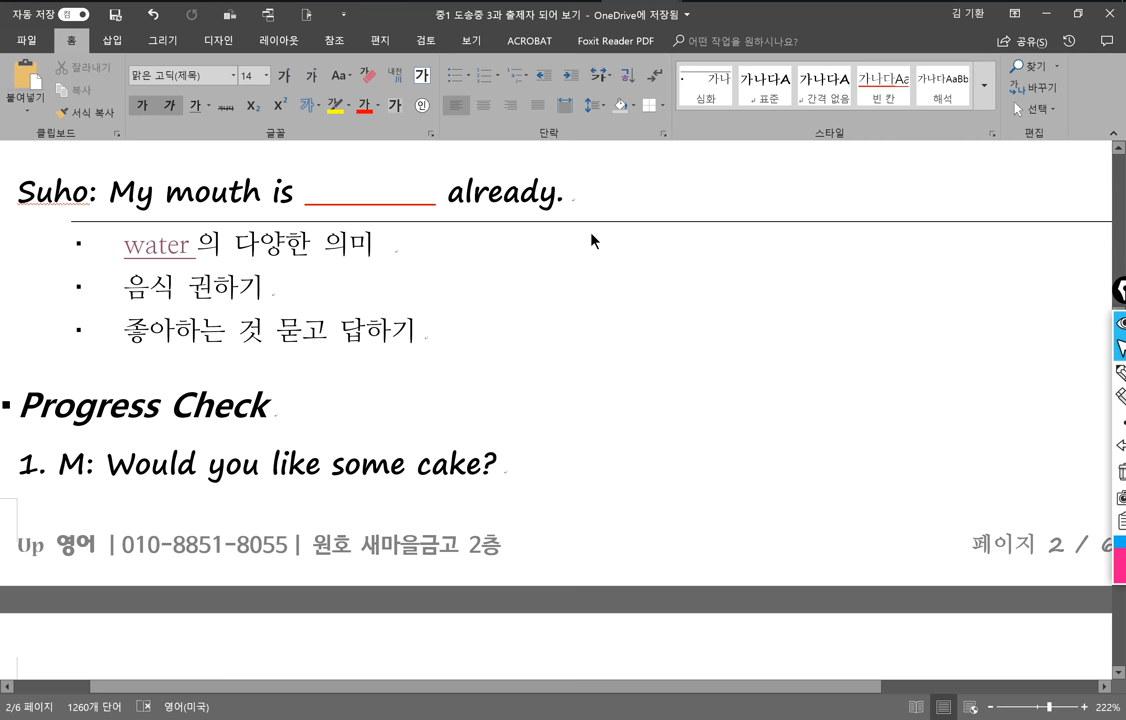 자동 저장 컴
중1 도송중 3과 출제자 되어 보기 - OneDrive에 저장됨
김 기환
파일 홈 삽입 그리기 디자인 레이아웃 참조 편지 검토 보기 ACROBAT Foxit Reader PDF 어떤 작업을 원하시나요? 공유(S)
붙여넣기
잘라내기
복사
서식 복사
맑은 고딕(제목) 14
가나 심화
가나다A 표준
가나다A 간격 없음
가나다Aa 빈 칸
가나다AaBb 해석
찾기
바꾸기
선택
클립보드 글꼴 단락 스타일 편집
Suho: My mouth is ________ already.
▪ water의 다양한 의미
▪ 음식 권하기
▪ 좋아하는 것 묻고 답하기
▪ Progress Check
1. M: Would you like some cake?
Up 영어 | 010-8851-8055 | 원호 새마을금고 2층
페이지 2 / 6
2/6 페이지 1260개 단어 영어(미국) 222%